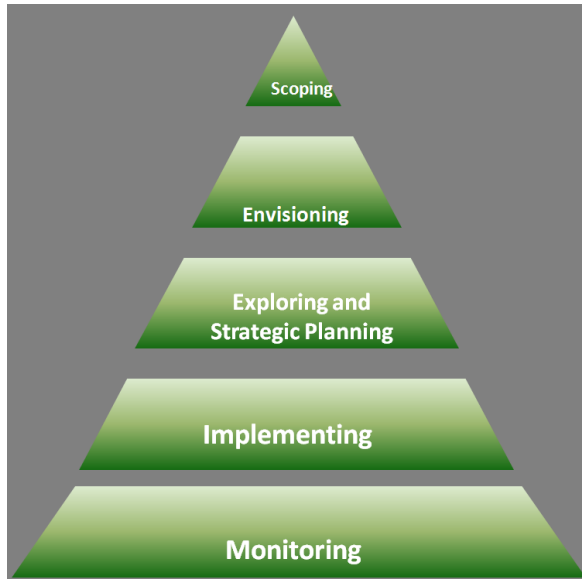 Scoping
Envisioning
Exploring and
Strategic Planning
Implementing
Monitoring